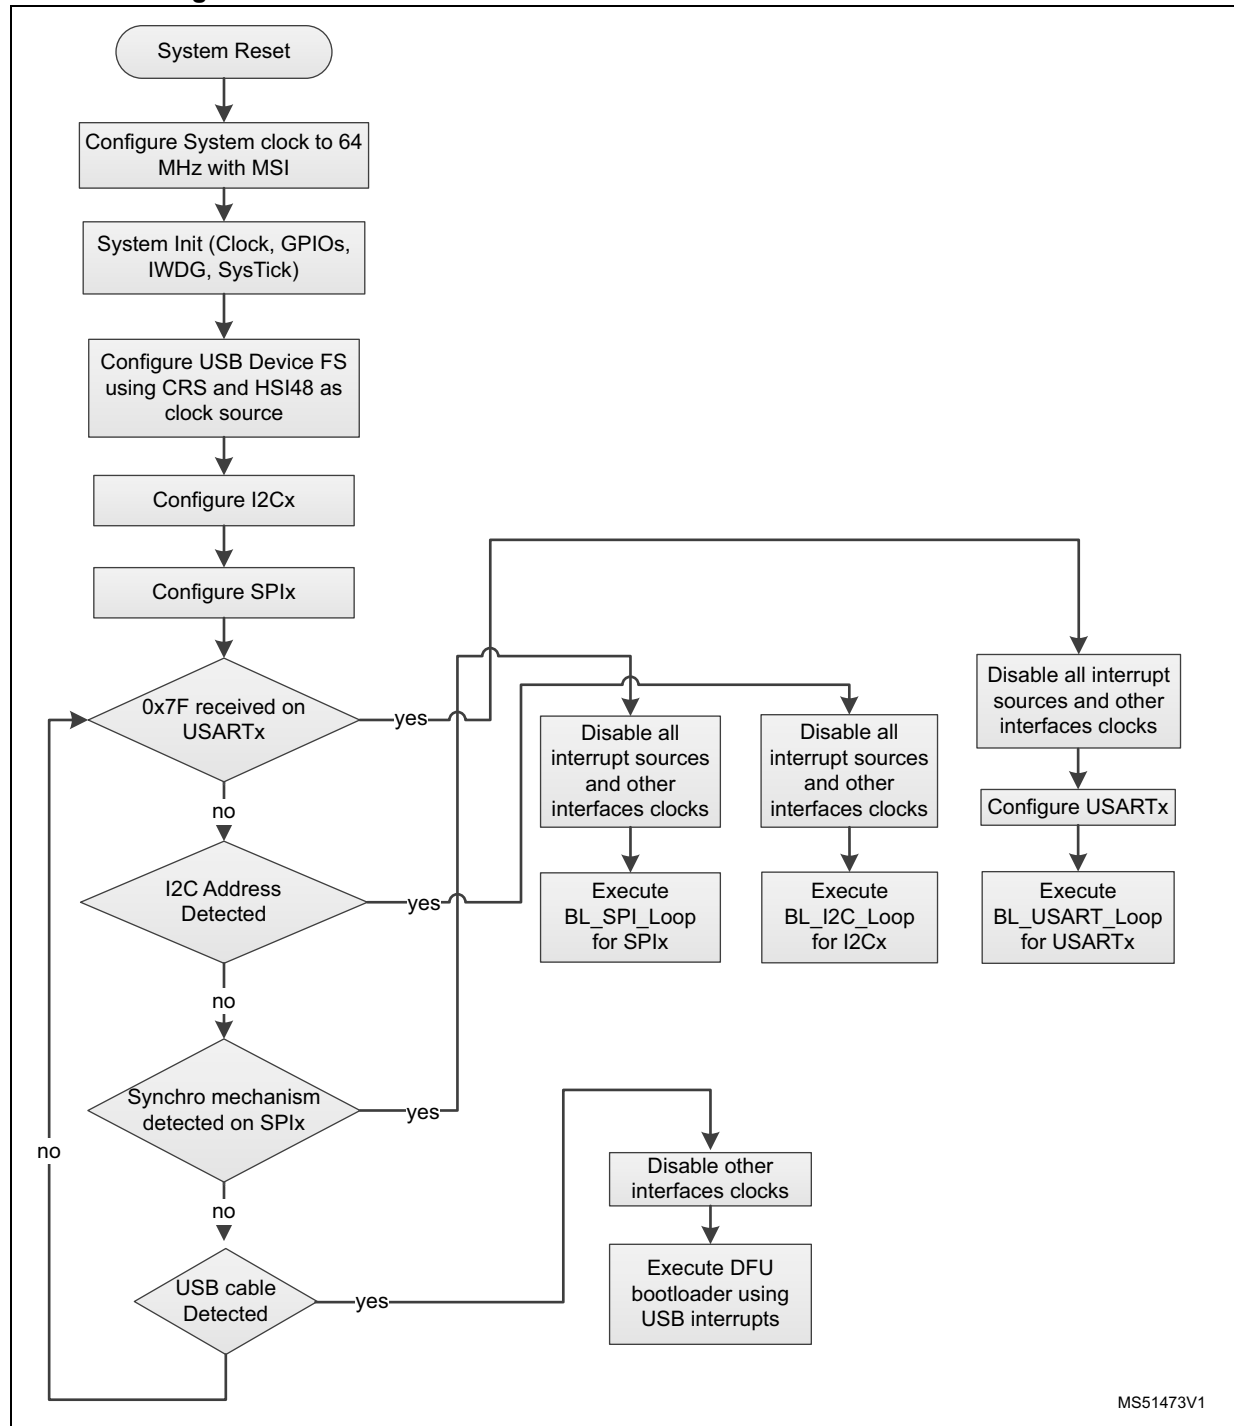 System Reset
Configure System clock to 64
MHz with MSI
System Init (Clock, GPIOs,
IWDG, SysTick)
Configure USB Device FS
using CRS and HSI48 as
clock source
Configure I2Cx
Configure SPIx
0x7F received on
USARTx
yes
no
I2C Address
Detected
yes
no
Synchro mechanism
detected on SPIx
yes
no
no
USB cable
Detected
yes
Disable all
interrupt sources
and other
interfaces clocks
Execute
BL_SPI_Loop
for SPIx
Disable all
interrupt sources
and other
interfaces clocks
Execute
BL_I2C_Loop
for I2Cx
Disable all interrupt
sources and other
interfaces clocks
Configure USARTx
Execute
BL_USART_Loop
for USARTx
Disable other
interfaces clocks
Execute DFU
bootloader using
USB interrupts
MS51473V1